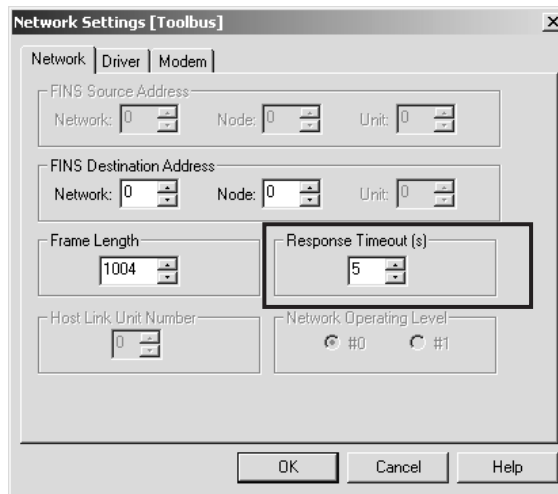 Network Settings [Toolbus]
Network Driver Modem
FINS Source Address
Network: 0 Node: 0 Unit: 0
FINS Destination Address
Network: 0 Node: 0 Unit: 0
Frame Length Response Timeout (s)
1004 5
Host Link Unit Number Network Operating Level
0 #0 #1
OK Cancel Help